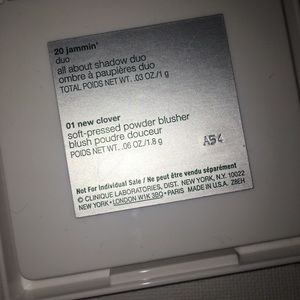 20 jammin'
duo
all about shadow duo
ombre à paupières duo
TOTAL POIDS NET WT. .03 OZ./1 g
01 new clover
soft-pressed powder blusher
blush poudre douceur
POIDS NET WT. .06 OZ./1.8 g
A54
Not For Individual Sale / Ne peut être vendu séparément
© CLINIQUE LABORATORIES, DIST. NEW YORK, N.Y. 10022
NEW YORK • LONDON W1K 3BQ • PARIS MADE IN U.S.A. Z8EH